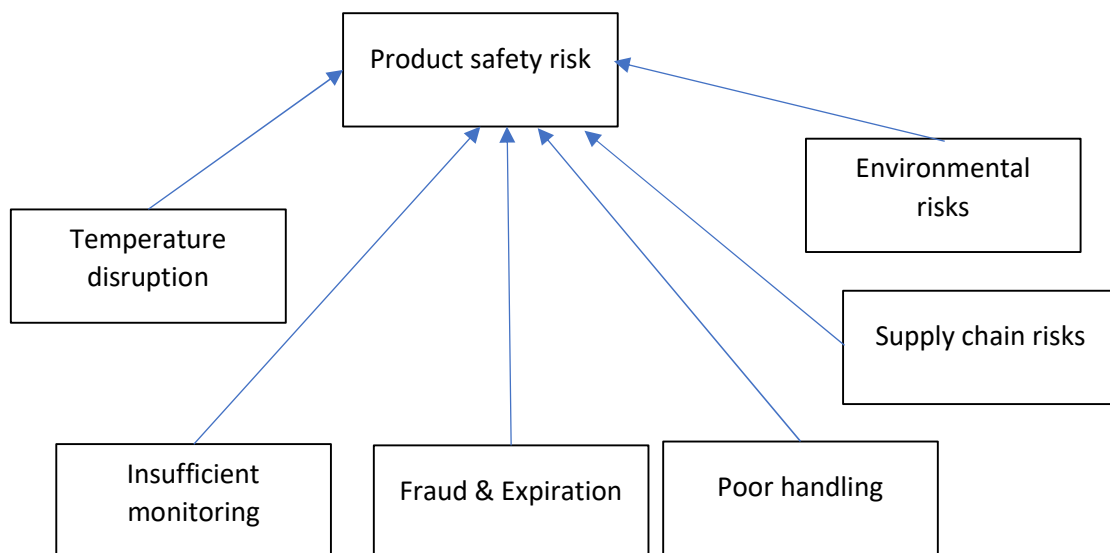 Product safety risk
Environmental
risks
Temperature
disruption
Supply chain risks
Insufficient
monitoring
Fraud & Expiration
Poor handling